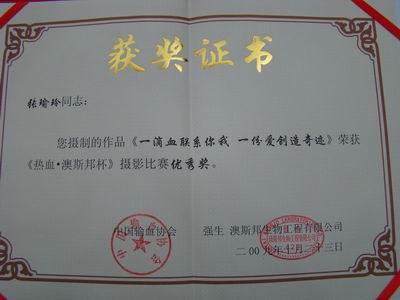 获奖证书
张瑜玲同志：
您摄制的作品《一滴血联系你我 一份爱创造奇迹》荣获
《热血·澳斯邦杯》摄影比赛优秀奖。
中国输血协会 强生 澳斯邦生物工程有限公司
二00九年十月二十三日